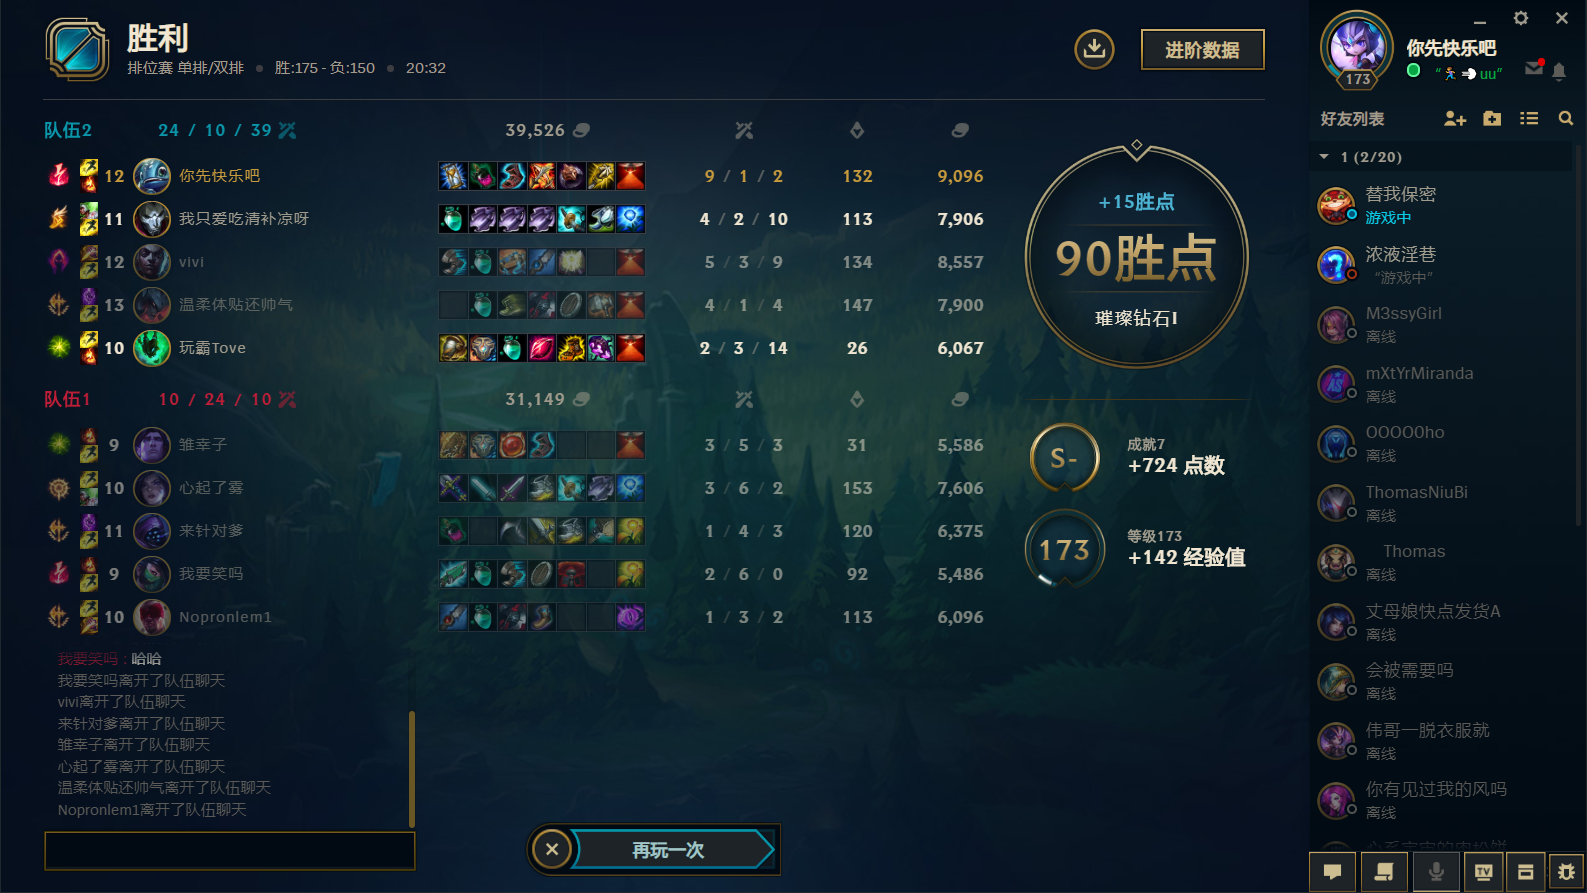 胜利
排位赛 单排/双排 ● 胜:175 - 负:150 ● 20:32
进阶数据
队伍2 24 / 10 / 39 39,526
12 你先快乐吧 9 / 1 / 2 132 9,096
11 我只爱吃清补凉呀 4 / 2 / 10 113 7,906
12 vivi 5 / 3 / 9 134 8,557
13 温柔体贴还帅气 4 / 1 / 4 147 7,900
10 玩霸Tove 2 / 3 / 14 26 6,067
队伍1 10 / 24 / 10 31,149
9 雏幸子 3 / 5 / 3 31 5,586
10 心起了雾 3 / 6 / 2 153 7,606
11 来针对爹 1 / 4 / 3 120 6,375
9 我要笑吗 2 / 6 / 0 92 5,486
10 Nopronlem1 1 / 3 / 2 113 6,096
我要笑吗 : 哈哈
我要笑吗离开了队伍聊天
vivi离开了队伍聊天
来针对爹离开了队伍聊天
雏幸子离开了队伍聊天
心起了雾离开了队伍聊天
温柔体贴还帅气离开了队伍聊天
Nopronlem1离开了队伍聊天
再玩一次
+15胜点
90胜点
璀璨钻石I
S-
成就7
+724 点数
173
等级173
+142 经验值
173
你先快乐吧
“🏃💨 uu”
好友列表
1 (2/20)
替我保密
游戏中
浓液淫巷
“游戏中”
M3ssyGirl
离线
mXtYrMiranda
离线
AS
OOOO0ho
离线
ThomasNiuBi
离线
Thomas
离线
丈母娘快点发货A
离线
会被需要吗
离线
伟哥一脱衣服就
离线
你有见过我的风吗
离线
TV